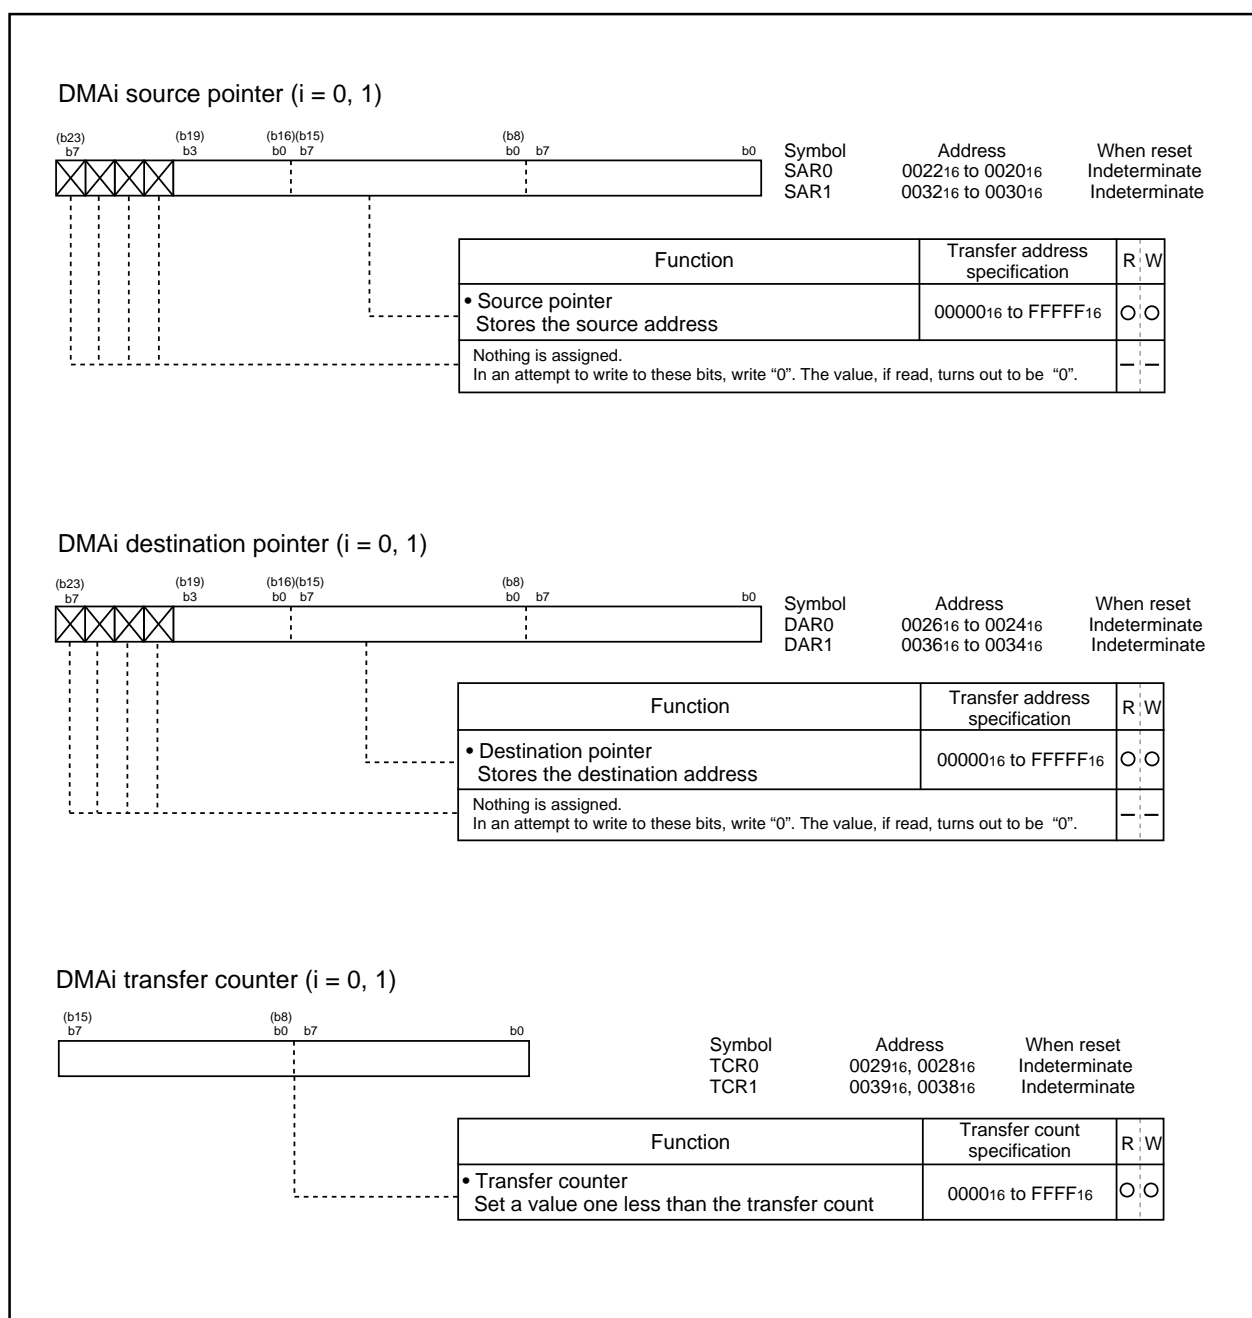 DMAi source pointer (i = 0, 1)
(b23) (b19) (b16)(b15) (b8)
b7 b3 b0 b7 b0 b7 b0
Symbol Address When reset
SAR0 002216 to 002016 Indeterminate
SAR1 003216 to 003016 Indeterminate
Function Transfer address specification R W
• Source pointer
Stores the source address 0000016 to FFFFF16
Nothing is assigned.
In an attempt to write to these bits, write “0”. The value, if read, turns out to be “0”.
DMAi destination pointer (i = 0, 1)
(b23) (b19) (b16)(b15) (b8)
b7 b3 b0 b7 b0 b7 b0
Symbol Address When reset
DAR0 002616 to 002416 Indeterminate
DAR1 003616 to 003416 Indeterminate
Function Transfer address specification R W
• Destination pointer
Stores the destination address 0000016 to FFFFF16
Nothing is assigned.
In an attempt to write to these bits, write “0”. The value, if read, turns out to be “0”.
DMAi transfer counter (i = 0, 1)
(b15) (b8)
b7 b0 b7 b0
Symbol Address When reset
TCR0 002916, 002816 Indeterminate
TCR1 003916, 003816 Indeterminate
Function Transfer count specification R W
• Transfer counter
Set a value one less than the transfer count 000016 to FFFF16